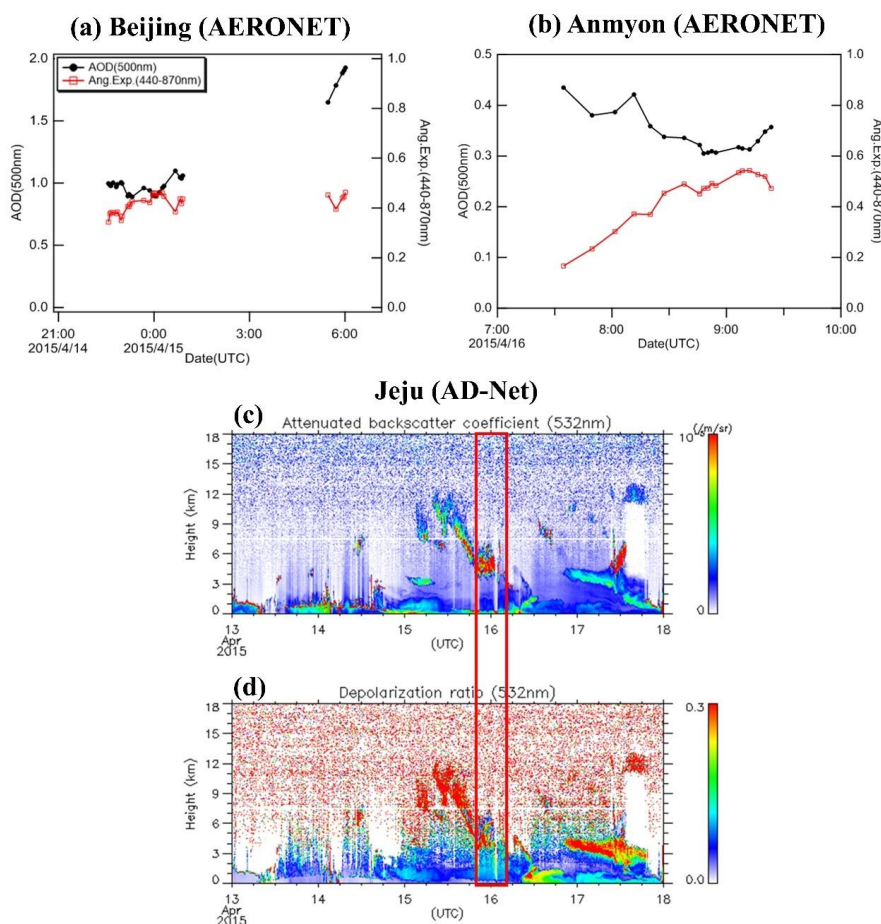 (a) Beijing (AERONET)
2.0
1.5
1.0
0.5
0.0
AOD(500nm)
AOD(500nm)
Ang.Exp.(440-870nm)
1.0
0.8
0.6
0.4
0.2
0.0
Ang.Exp.(440-870nm)
21:00 0:00 3:00 6:00
2015/4/14 2015/4/15
Date(UTC)
(b) Anmyon (AERONET)
0.5
0.4
0.3
0.2
0.1
0.0
AOD(500nm)
1.0
0.8
0.6
0.4
0.2
0.0
Ang.Exp.(440-870nm)
7:00 8:00 9:00 10:00
2015/4/16
Date(UTC)
Jeju (AD-Net)
(c)
Attenuated backscatter coefficient (532nm)
(/m/sr)
18
15
12
9
6
3
0
Height (km)
0
13 14 15 16 17 18
Apr (UTC)
2015
(d)
Depolarization ratio (532nm)
18
15
12
9
6
3
0
Height (km)
0.3
0.0
13 14 15 16 17 18
Apr (UTC)
2015